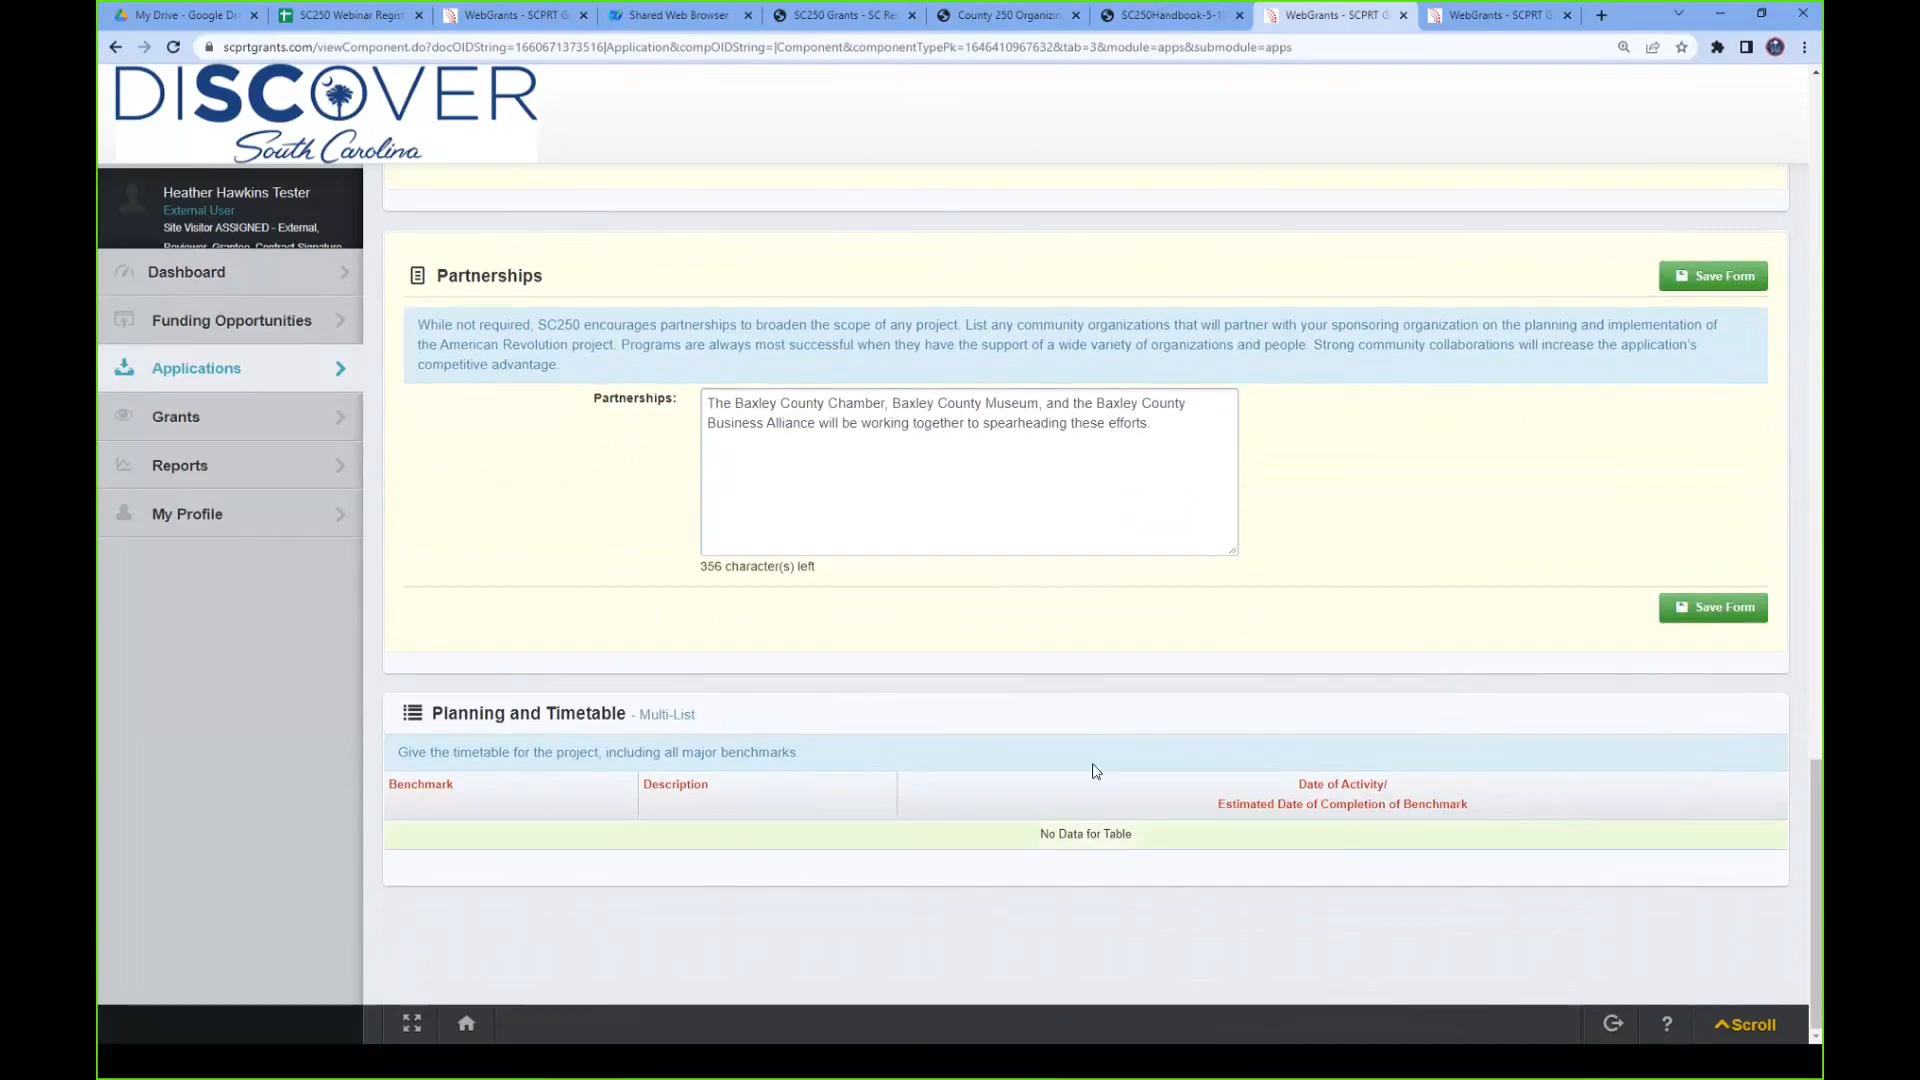 My Drive - Google Dri
SC250 Webinar Regist
WebGrants - SCPRT G
Shared Web Browser
SC250 Grants - SC Re
County 250 Organizin
SC250Handbook-5-1
WebGrants - SCPRT G
WebGrants - SCPRT G
scprtgrants.com/viewComponent.do?docOIDString=1660671373516|Application&compOIDString=|Component&componentTypePk=1646410967632&tab=3&module=apps&submodule=apps
DISCOVER
South Carolina
Heather Hawkins Tester
External User
Site Visitor ASSIGNED - External,
Reviewer, Grantee, Contract Signature
Dashboard
Funding Opportunities
Applications
Grants
Reports
My Profile
Partnerships
Save Form
While not required, SC250 encourages partnerships to broaden the scope of any project. List any community organizations that will partner with your sponsoring organization on the planning and implementation of
the American Revolution project. Programs are always most successful when they have the support of a wide variety of organizations and people. Strong community collaborations will increase the application's
competitive advantage.
Partnerships:
The Baxley County Chamber, Baxley County Museum, and the Baxley County
Business Alliance will be working together to spearheading these efforts.
356 character(s) left
Save Form
Planning and Timetable - Multi-List
Give the timetable for the project, including all major benchmarks.
Benchmark
Description
Date of Activity/
Estimated Date of Completion of Benchmark
No Data for Table
?
Scroll